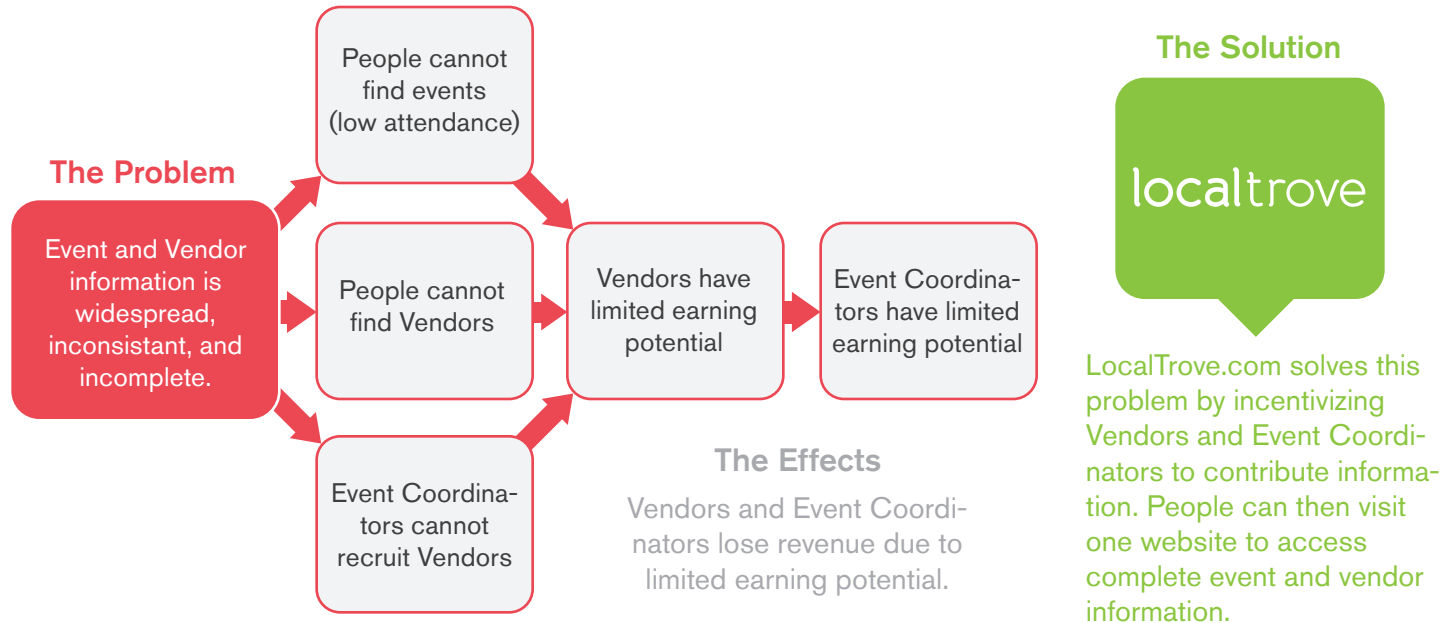 The Problem
Event and Vendor
information is
widespread,
inconsistant, and
incomplete.
People cannot
find events
(low attendance)
People cannot
find Vendors
Event Coordina-
tors cannot
recruit Vendors
Vendors have
limited earning
potential
Event Coordina-
tors have limited
earning potential
The Effects
Vendors and Event Coordi-
nators lose revenue due to
limited earning potential.
The Solution
localtrove
LocalTrove.com solves this
problem by incentivizing
Vendors and Event Coordi-
nators to contribute informa-
tion. People can then visit
one website to access
complete event and vendor
information.